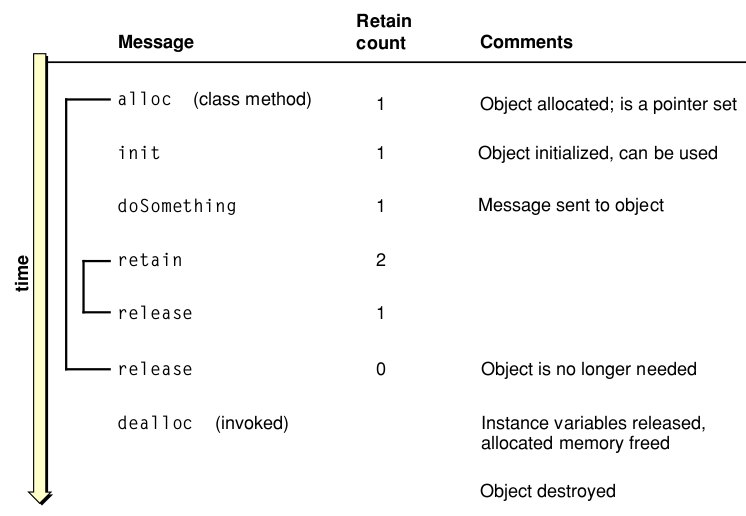 Message Retain count Comments
alloc (class method) 1 Object allocated; is a pointer set
init 1 Object initialized, can be used
doSomething 1 Message sent to object
time
retain 2
release 1
release 0 Object is no longer needed
dealloc (invoked) Instance variables released,
allocated memory freed
Object destroyed